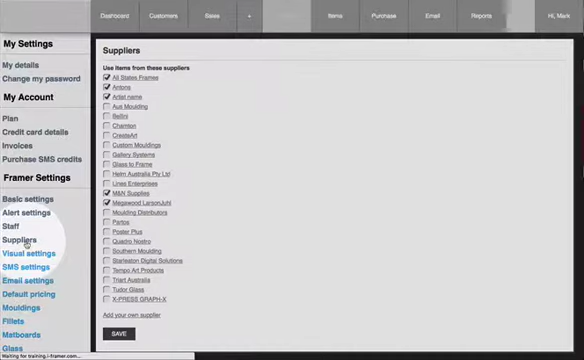 Dashboard Customers Sales + Items Purchase Email Reports Hi, Mark
My Settings
My details
Change my password
My Account
Plan
Credit card details
Invoices
Purchase SMS credits
Framer Settings
Basic settings
Alert settings
Staff
Suppliers
Visual settings
SMS settings
Email settings
Default pricing
Mouldings
Fillets
Matboards
Glass
Suppliers
Use items from these suppliers
All States Frames
Antons
Artist name
Aus Moulding
Bellini
Chamton
CreateArt
Custom Mouldings
Gallery Systems
Glass to Frame
Helm Australia Pty Ltd
Lines Enterprises
M&N Supplies
Megawood LarsonJuhl
Moulding Distributors
Partos
Poster Plus
Quadro Nostro
Southern Moulding
Starleston Digital Solutions
Tempo Art Products
Triart Australia
Tudor Glass
X-PRESS GRAPH-X
Add your own supplier
SAVE
Waiting for training.i-framer.com...